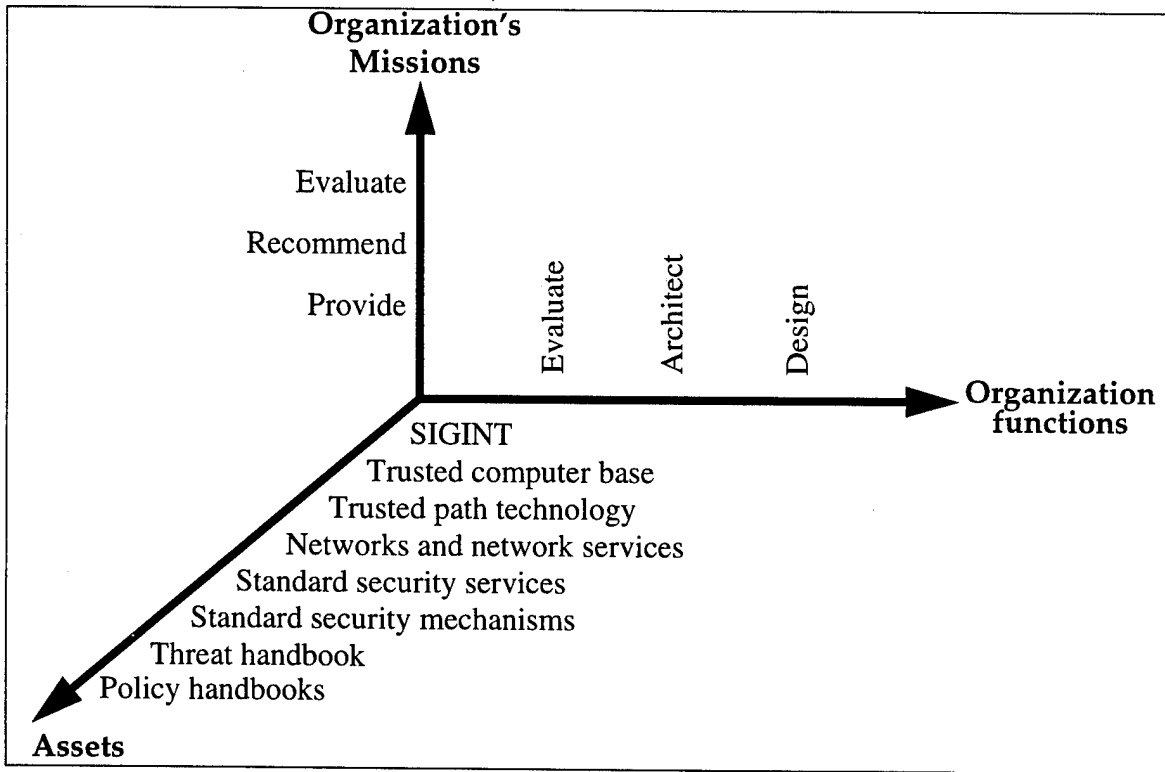 Organization's
Missions
Evaluate
Recommend
Provide
Evaluate
Architect
Design
Organization
functions
SIGINT
Trusted computer base
Trusted path technology
Networks and network services
Standard security services
Standard security mechanisms
Threat handbook
Policy handbooks
Assets